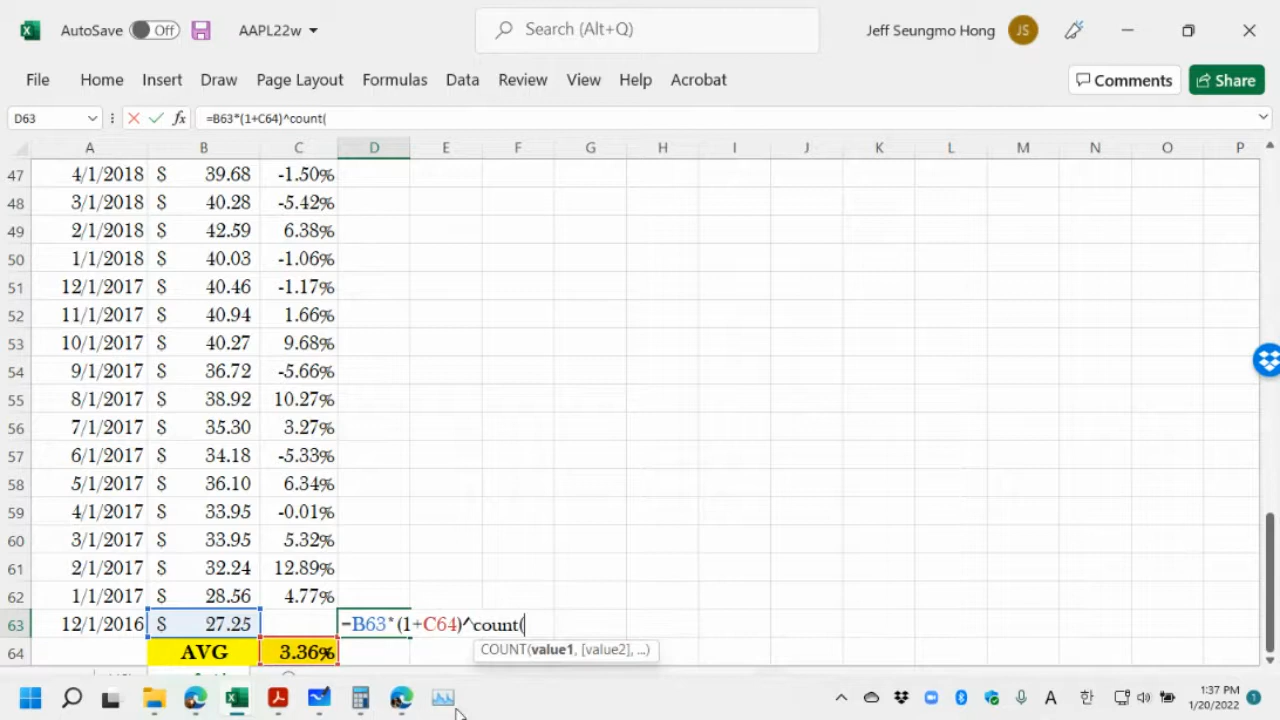 AutoSave Off AAPL22w Search (Alt+Q) Jeff Seungmo Hong JS
File Home Insert Draw Page Layout Formulas Data Review View Help Acrobat Comments Share
D63 fx =B63*(1+C64)^count(
A B C D E F G H I J K L M N O P
47 4/1/2018 $ 39.68 -1.50%
48 3/1/2018 $ 40.28 -5.42%
49 2/1/2018 $ 42.59 6.38%
50 1/1/2018 $ 40.03 -1.06%
51 12/1/2017 $ 40.46 -1.17%
52 11/1/2017 $ 40.94 1.66%
53 10/1/2017 $ 40.27 9.68%
54 9/1/2017 $ 36.72 -5.66%
55 8/1/2017 $ 38.92 10.27%
56 7/1/2017 $ 35.30 3.27%
57 6/1/2017 $ 34.18 -5.33%
58 5/1/2017 $ 36.10 6.34%
59 4/1/2017 $ 33.95 -0.01%
60 3/1/2017 $ 33.95 5.32%
61 2/1/2017 $ 32.24 12.89%
62 1/1/2017 $ 28.56 4.77%
63 12/1/2016 $ 27.25 =B63*(1+C64)^count(
64 AVG 3.36% COUNT(value1, [value2], ...)
A 한 1:37 PM
1/20/2022 1